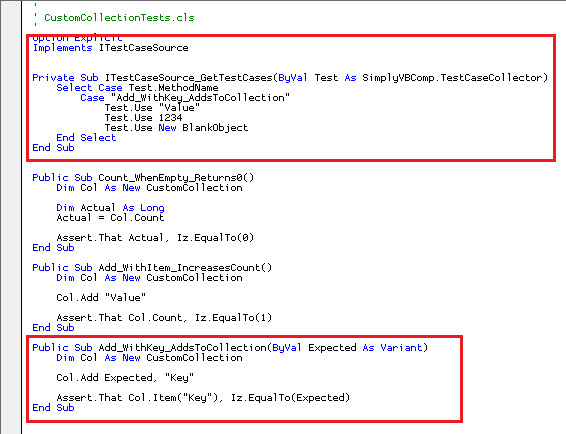 '
' CustomCollectionTests.cls
'
Option Explicit
Implements ITestCaseSource
Private Sub ITestCaseSource_GetTestCases(ByVal Test As SimplyVBComp.TestCaseCollector)
Select Case Test.MethodName
Case "Add_WithKey_AddsToCollection"
Test.Use "Value"
Test.Use 1234
Test.Use New BlankObject
End Select
End Sub
Public Sub Count_WhenEmpty_Returns0()
Dim Col As New CustomCollection
Dim Actual As Long
Actual = Col.Count
Assert.That Actual, Iz.EqualTo(0)
End Sub
Public Sub Add_WithItem_IncreasesCount()
Dim Col As New CustomCollection
Col.Add "Value"
Assert.That Col.Count, Iz.EqualTo(1)
End Sub
Public Sub Add_WithKey_AddsToCollection(ByVal Expected As Variant)
Dim Col As New CustomCollection
Col.Add Expected, "Key"
Assert.That Col.Item("Key"), Iz.EqualTo(Expected)
End Sub